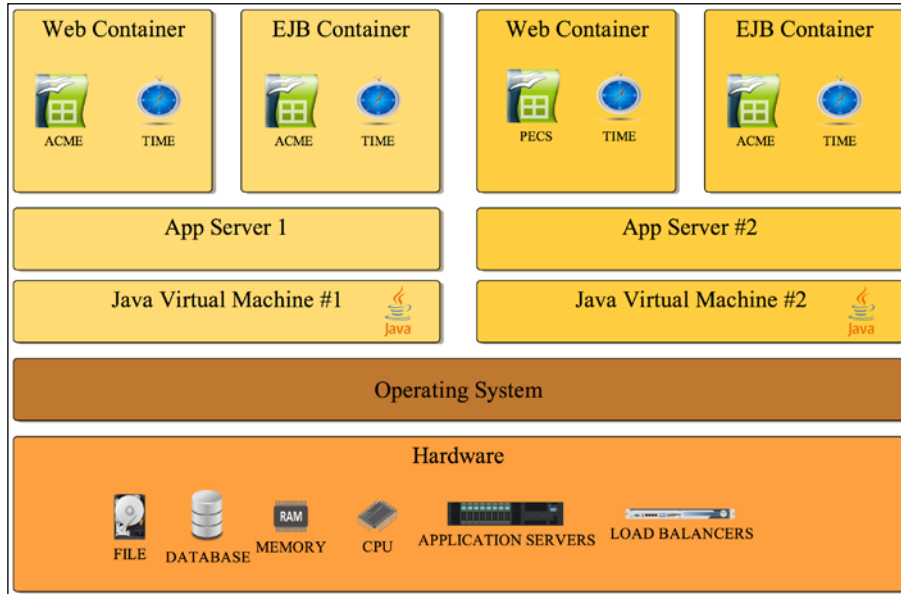 Web Container
EJB Container
Web Container
EJB Container
ACME
TIME
ACME
TIME
PECS
TIME
ACME
TIME
App Server 1
App Server #2
Java Virtual Machine #1
Java
Java Virtual Machine #2
Java
Operating System
Hardware
RAM
FILE
DATABASE
MEMORY
CPU
APPLICATION SERVERS
LOAD BALANCERS